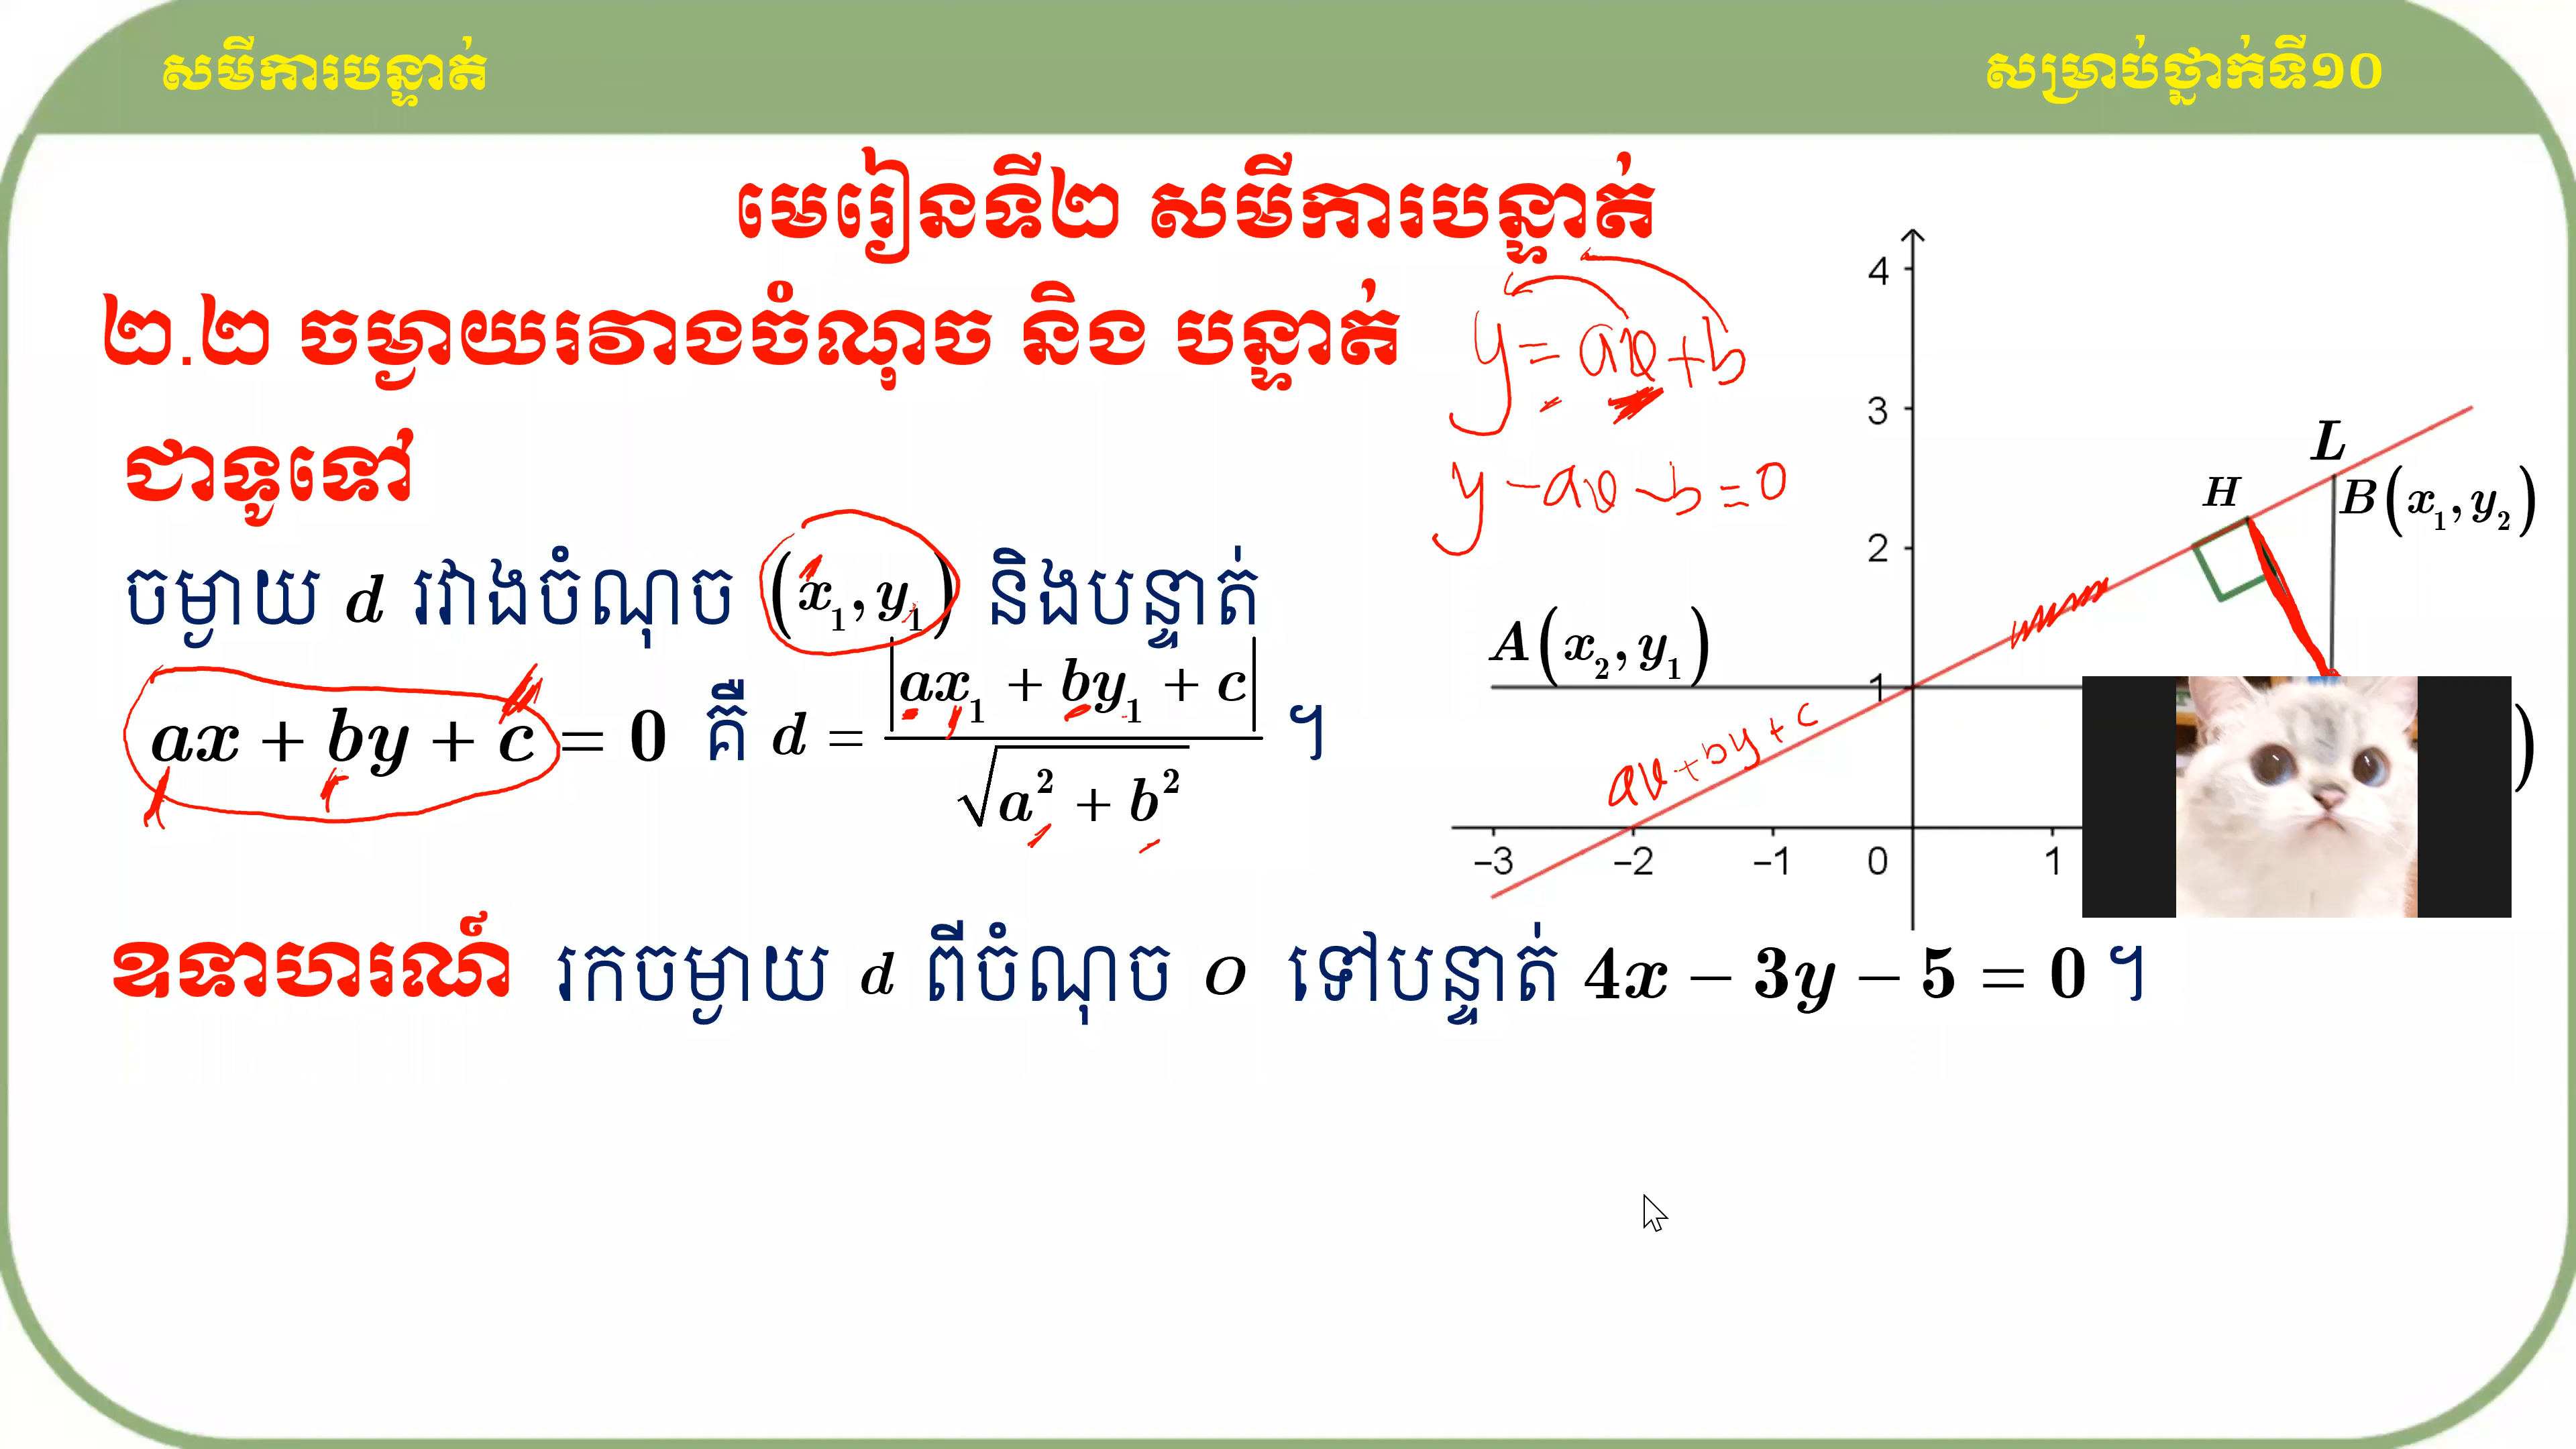 សមីការបន្ទាត់
សម្រាប់ថ្នាក់ទី១០
មេរៀនទី២ សមីការបន្ទាត់
២.២ ចម្ងាយរវាងចំណុច និង បន្ទាត់
y = ax + b
ជាទូទៅ
y - ax - b = 0
ចម្ងាយ d រវាងចំណុច (x₁, y₁) និងបន្ទាត់
ax + by + c = 0 គឺ d = |ax₁ + by₁ + c| / √(a² + b²) ។
4
3
2
1
L
H
B(x₁, y₂)
A(x₂, y₁)
)
ax + by + c
−3 −2 −1 0 1
ឧទាហរណ៍ រកចម្ងាយ d ពីចំណុច O ទៅបន្ទាត់ 4x − 3y − 5 = 0 ។